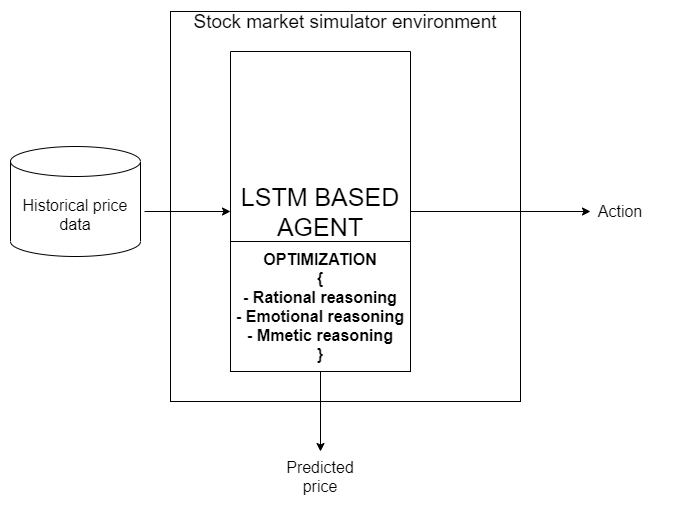 Stock market simulator environment
Historical price
data
LSTM BASED
AGENT
OPTIMIZATION
{
- Rational reasoning
- Emotional reasoning
- Mmetic reasoning
}
Action
Predicted
price